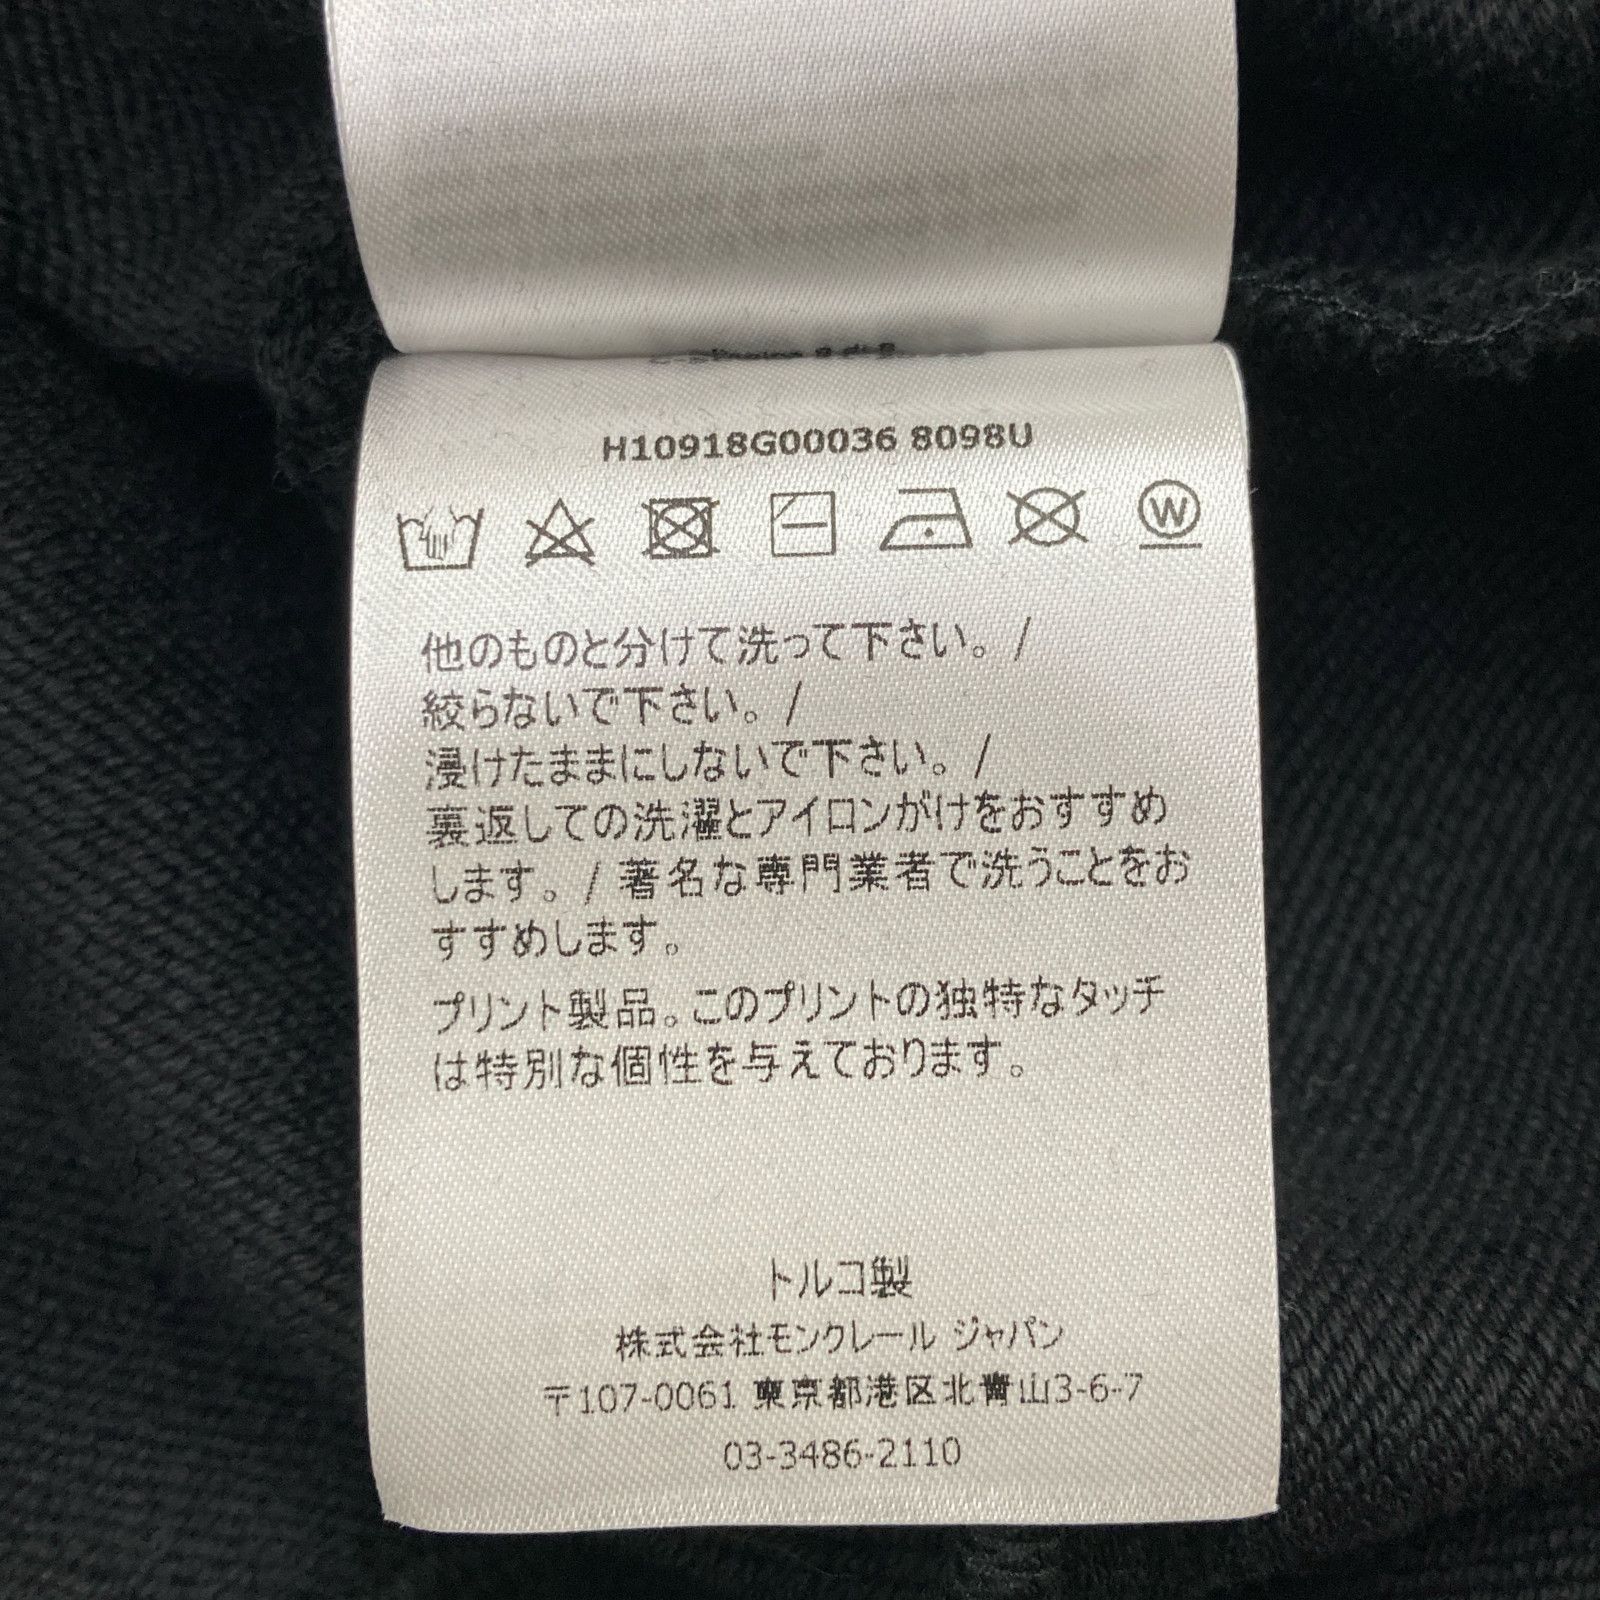 H10918G00036 8098U
W
他のものと分けて洗って下さい。/
絞らないで下さい。/
浸けたままにしないで下さい。/
裏返しての洗濯とアイロンがけをおすすめ
します。/ 著名な専門業者で洗うことをお
すすめします。
プリント製品。このプリントの独特なタッチ
は特別な個性を与えております。
トルコ製
株式会社モンクレール ジャパン
〒107-0061 東京都港区北青山3-6-7
03-3486-2110